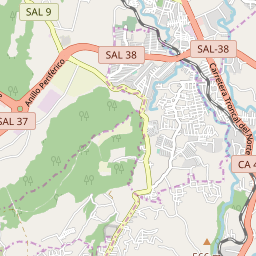 SAL 9
SAL 38
SAL-38
Anillo Periférico
Carretera Troncal del Norte
SAL 37
CA 4